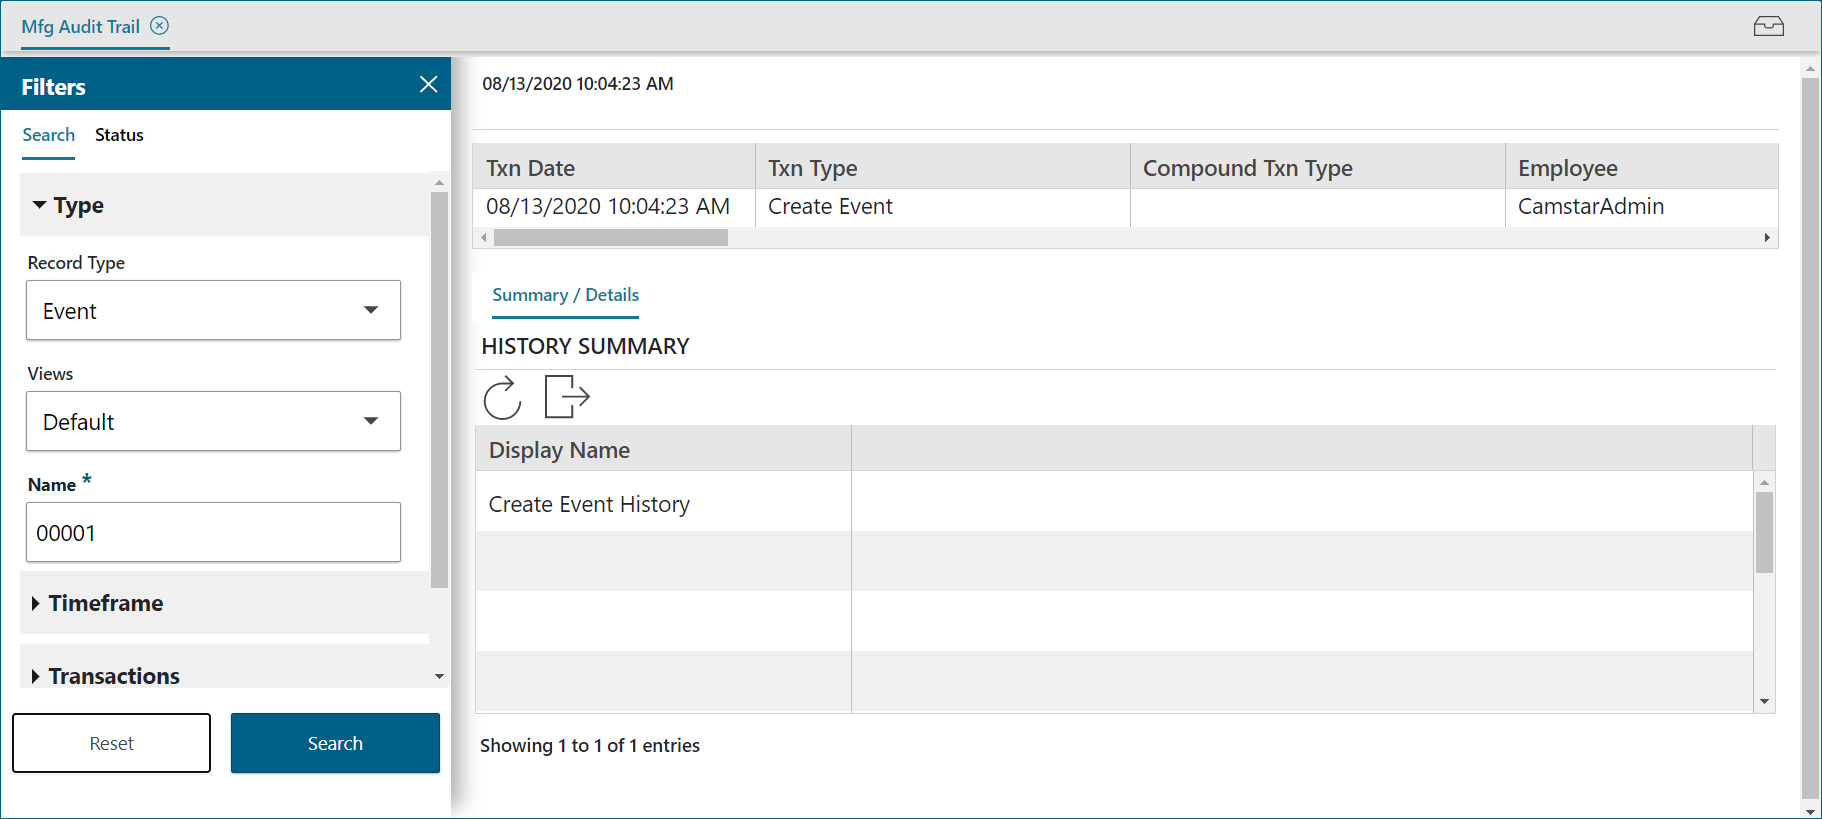 Mfg Audit Trail
Filters
Search Status
Type
Record Type
Event
Views
Default
Name *
00001
Timeframe
Transactions
Reset Search
08/13/2020 10:04:23 AM
Txn Date Txn Type Compound Txn Type Employee
08/13/2020 10:04:23 AM Create Event CamstarAdmin
Summary / Details
HISTORY SUMMARY
Display Name
Create Event History
Showing 1 to 1 of 1 entries